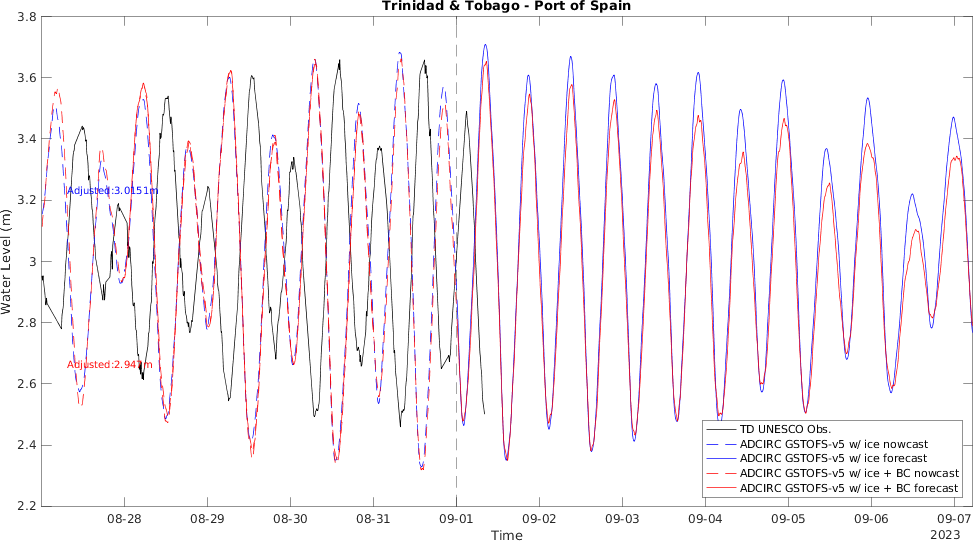 Trinidad & Tobago - Port of Spain
3.8
3.6
3.4
3.2
3
2.8
2.6
2.4
2.2
Water Level (m)
Adjusted:3.0151m
Adjusted:2.947m
TD UNESCO Obs.
ADCIRC GSTOFS-v5 w/ ice nowcast
ADCIRC GSTOFS-v5 w/ ice forecast
ADCIRC GSTOFS-v5 w/ ice + BC nowcast
ADCIRC GSTOFS-v5 w/ ice + BC forecast
08-28 08-29 08-30 08-31 09-01 09-02 09-03 09-04 09-05 09-06 09-07
Time
2023